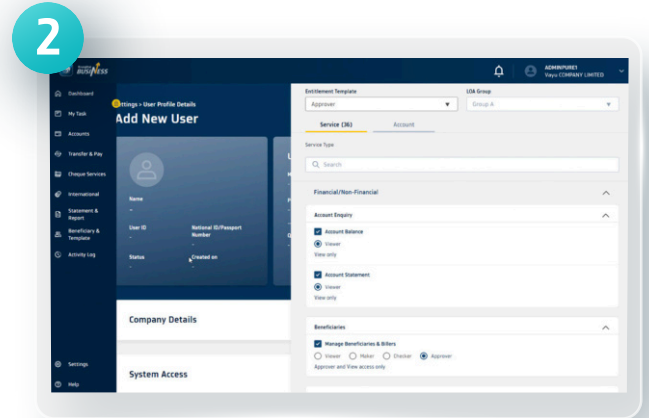 2
BUSINESS
ADMINPURE1
Vayu COMPANY LIMITED
Dashboard
My Task
Accounts
Transfer & Pay
Cheque Services
International
Statement &
Report
Beneficiary &
Template
Activity Log
Settings
Help
ettings > User Profile Details
Add New User
Name
-
User ID
National ID/Passport
Number
-
-
Status
Created on
-
-
Company Details
System Access
Entitlement Template
LOA Group
Approver
Group A
Service (36)
Account
Service Type
Search
Financial/Non-Financial
Account Enquiry
Account Balance
Viewer
View only
Account Statement
Viewer
View only
Beneficiaries
Manage Beneficiaries & Billers
Viewer
Maker
Checker
Approver
Approver and View access only